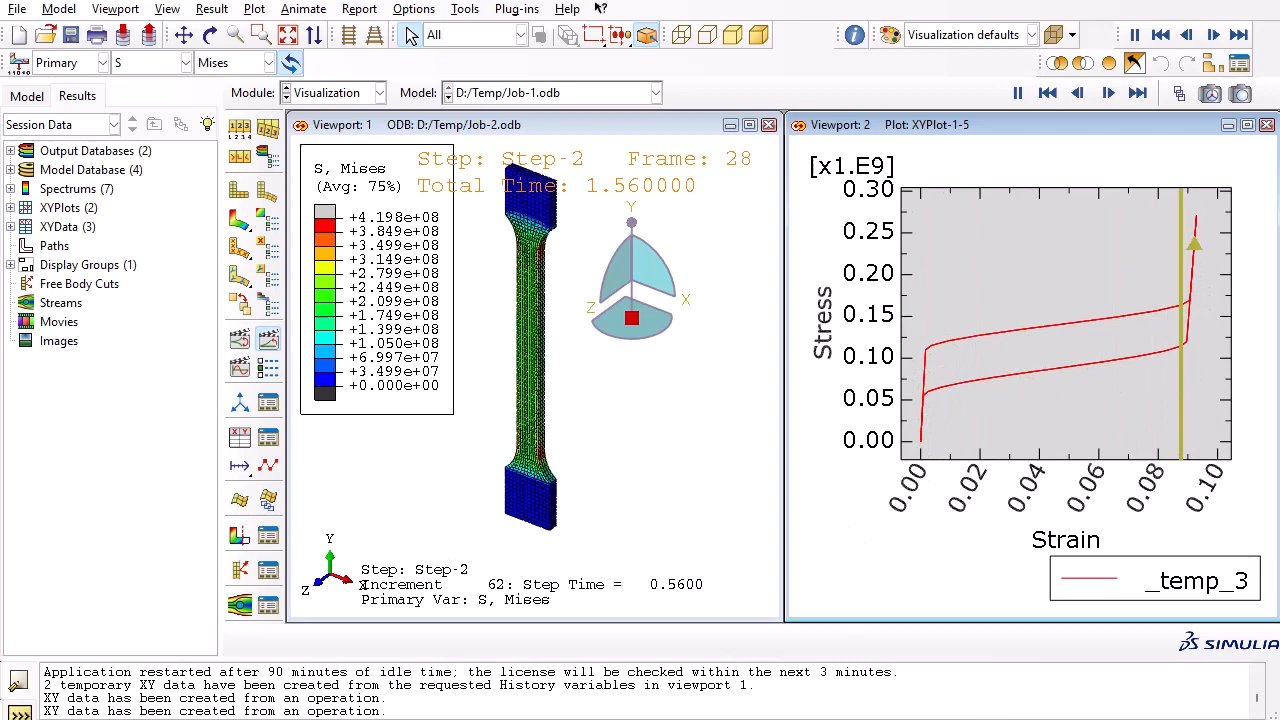 File Model Viewport View Result Plot Animate Report Options Tools Plug-ins Help
All
Visualization defaults
Primary S Mises
Model Results
Module: Visualization Model: D:/Temp/Job-1.odb
Session Data
Output Databases (2)
Model Database (4)
Spectrums (7)
XYPlots (2)
XYData (3)
Paths
Display Groups (1)
Free Body Cuts
Streams
Movies
Images
Viewport: 1 ODB: D:/Temp/Job-2.odb
Step: Step-2 Frame: 28
Total Time: 1.560000
S, Mises
(Avg: 75%)
+4.198e+08
+3.849e+08
+3.499e+08
+3.149e+08
+2.799e+08
+2.449e+08
+2.099e+08
+1.749e+08
+1.399e+08
+1.050e+08
+6.997e+07
+3.499e+07
+0.000e+00
Y
X
Z
Y
X
Z
Step: Step-2
Increment 62: Step Time = 0.5600
Primary Var: S, Mises
Viewport: 2 Plot: XYPlot-1-5
[x1.E9]
0.30
0.25
0.20
0.15
0.10
0.05
0.00
Stress
0.00 0.02 0.04 0.06 0.08 0.10
Strain
_temp_3
SIMULIA
Application restarted after 90 minutes of idle time; the license will be checked within the next 3 minutes.
2 temporary XY data have been created from the requested History variables in viewport 1.
XY data has been created from an operation.
XY data has been created from an operation.
>>>